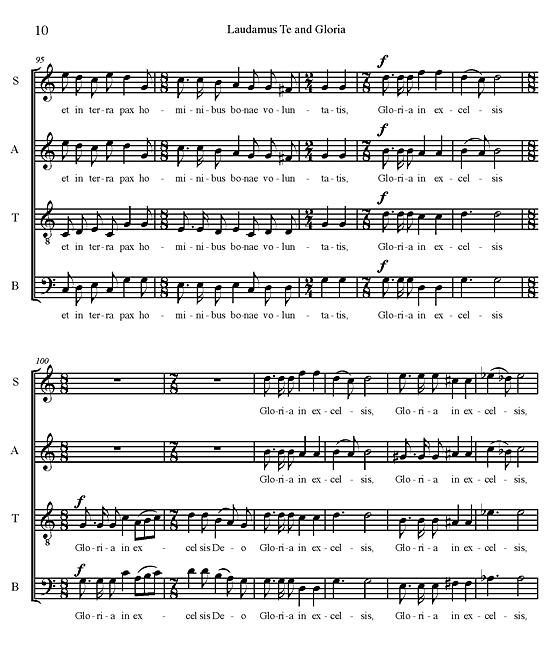 10
Laudamus Te and Gloria
95
S
et in ter-ra pax ho - mi - ni - bus bo-nae vo - lun - ta - tis, Glo-ri-a in ex - cel - sis
A
et in ter-ra pax ho - mi - ni - bus bo-nae vo - lun - ta - tis, Glo-ri-a in ex - cel - sis
T
et in ter-ra pax ho - mi - ni - bus bo-nae vo - lun - ta - tis, Glo-ri-a in ex - cel - sis
B
et in ter-ra pax ho - mi - ni - bus bo-nae vo - lun - ta - tis, Glo-ri-a in ex - cel - sis
100
S
Glo-ri-a in ex - cel - sis, Glo - ri - a in ex - cel - sis,
A
Glo-ri-a in ex - cel - sis, Glo - ri - a in ex - cel - sis,
T
Glo-ri - a in ex - cel sis De - o Glo-ri-a in ex - cel - sis, Glo - ri - a in ex - cel - sis,
B
Glo-ri - a in ex - cel sis De - o Glo-ri-a in ex - cel - sis, Glo - ri - a in ex - cel - sis,